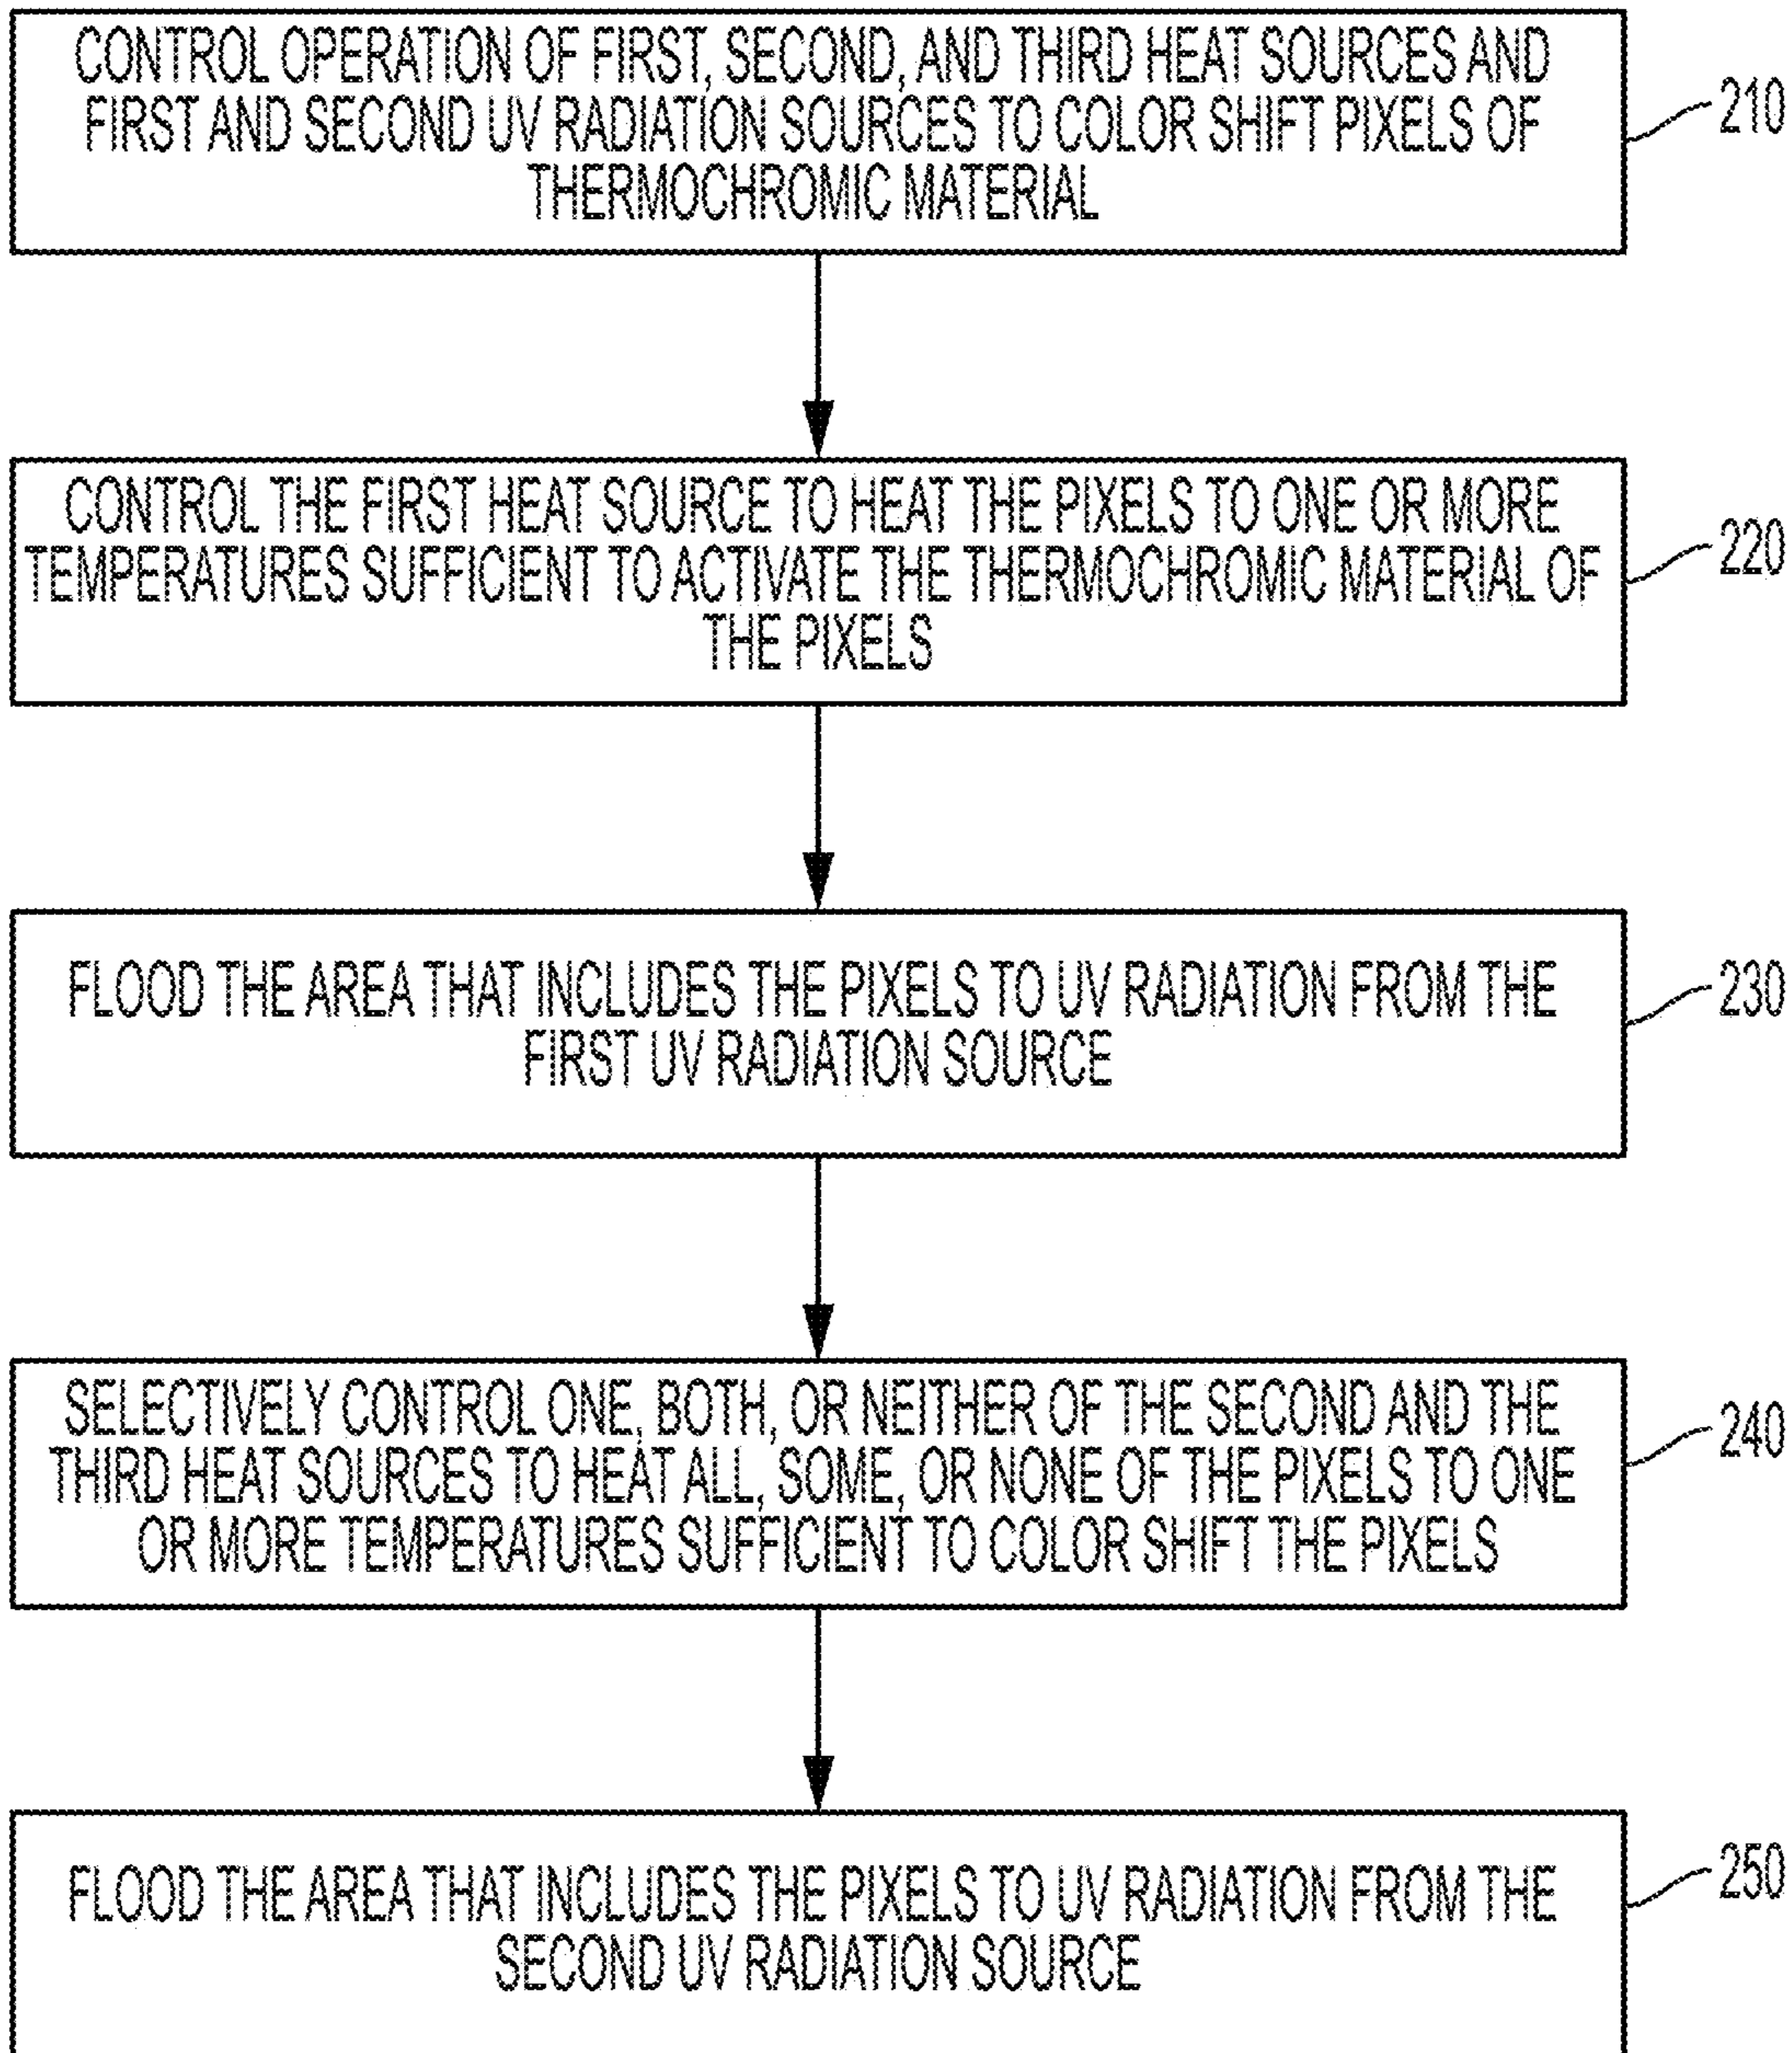 CONTROL OPERATION OF FIRST, SECOND, AND THIRD HEAT SOURCES AND
FIRST AND SECOND UV RADIATION SOURCES TO COLOR SHIFT PIXELS OF
THERMOCHROMIC MATERIAL
210
CONTROL THE FIRST HEAT SOURCE TO HEAT THE PIXELS TO ONE OR MORE
TEMPERATURES SUFFICIENT TO ACTIVATE THE THERMOCHROMIC MATERIAL OF
THE PIXELS
220
FLOOD THE AREA THAT INCLUDES THE PIXELS TO UV RADIATION FROM THE
FIRST UV RADIATION SOURCE
230
SELECTIVELY CONTROL ONE, BOTH, OR NEITHER OF THE SECOND AND THE
THIRD HEAT SOURCES TO HEAT ALL, SOME, OR NONE OF THE PIXELS TO ONE
OR MORE TEMPERATURES SUFFICIENT TO COLOR SHIFT THE PIXELS
240
FLOOD THE AREA THAT INCLUDES THE PIXELS TO UV RADIATION FROM THE
SECOND UV RADIATION SOURCE
250